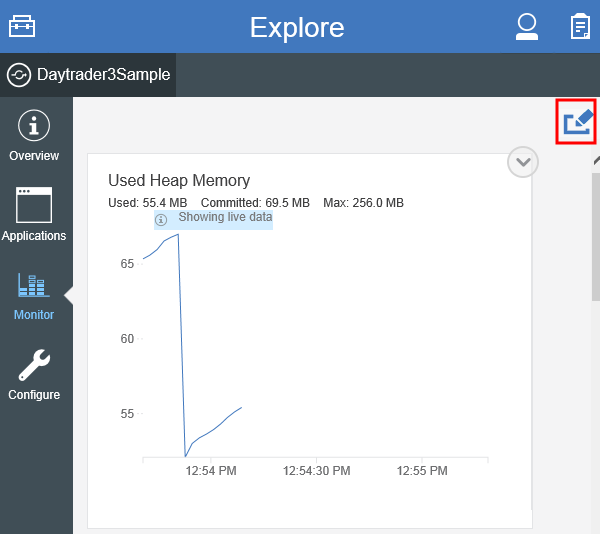 Explore
Daytrader3Sample
Overview
Applications
Monitor
Configure
Used Heap Memory
Used: 55.4 MB Committed: 69.5 MB Max: 256.0 MB
Showing live data
65
60
55
12:54 PM 12:54:30 PM 12:55 PM